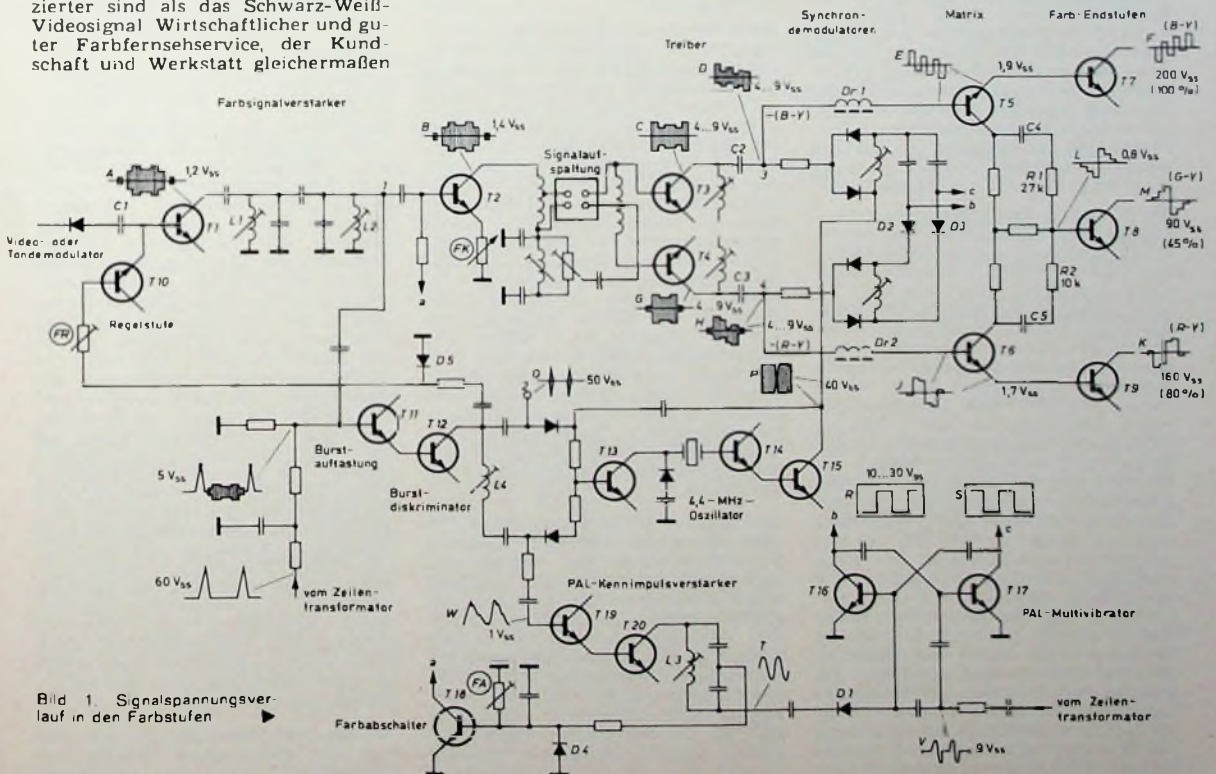 zierter sind als das Schwarz-Weiß-
Videosignal Wirtschaftlicher und gu-
ter Farbfernsehservice, der Kund-
schaft und Werkstatt gleichermaßen
Synchron-
demodulatoren
Matrix
Farb-Endstufen
Treiber
Farbsignalverstärker
Signalauf-
spaltung
A
1,2 Vss
B
1,4 Vss
C
4...9 Vss
D
4...9 Vss
E
1,9 Vss
F
(B-Y)
200 Vss
(100 %)
Dr 1
-(B-Y)
T5
T7
C4
L
0,8 Vss
R1
27k
M
(G-Y)
90 Vss
(45 %)
T8
R2
10k
C5
C1
T1
L1
L2
1
T2
FK
a
T3
C2
3
T4
C3
4
c
b
D2
D3
G
4...9 Vss
H
4...9 Vss
-(R-Y)
Dr 2
T6
J
1,7 Vss
K
(R-Y)
160 Vss
(80 %)
T9
Video- oder
Tondemodulator
T10
Regelstufe
FR
D5
P
40 Vss
Q
50 Vss
2
5 Vss
T11
Burst-
auftastung
T12
Burst-
diskriminator
L4
T13
4,4-MHz-
Oszillator
T14
T15
10...30 Vss
R
S
b
c
60 Vss
vom Zeilen-
transformator
PAL-Kennimpulsverstärker
W
1 Vss
T19
T20
L3
T
T16
T17
PAL-Multivibrator
D1
vom Zeilen-
transformator
V
9 Vss
a
T18
FA
Farbabschalter
D4
Bild 1. Signalspannungsver-
lauf in den Farbstufen ►